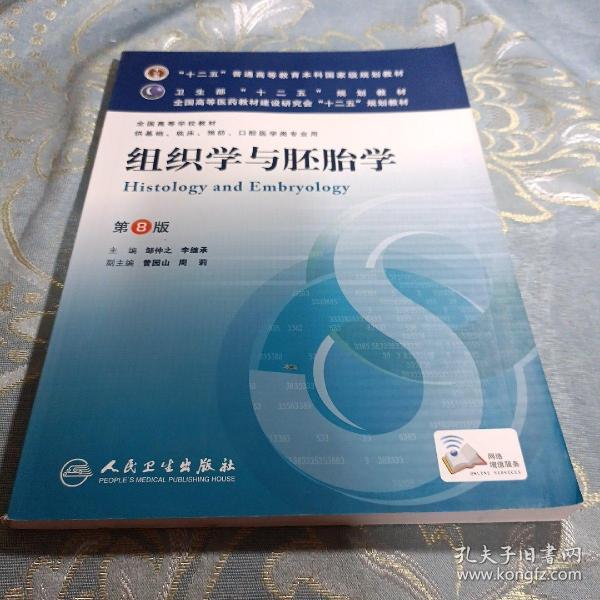 “十二五”普通高等教育本科国家级规划教材
卫生部“十二五”规划教材
全国高等医药教材建设研究会“十二五”规划教材
全国高等学校教材
供基础、临床、预防、口腔医学类专业用
组织学与胚胎学
Histology and Embryology
第8版
主 编 邹仲之 李继承
副主编 曾园山 周 莉
人民卫生出版社
PEOPLE'S MEDICAL PUBLISHING HOUSE
网络
增值服务
ONLINE SERVICES
孔夫子旧书网
www.kongfz.com